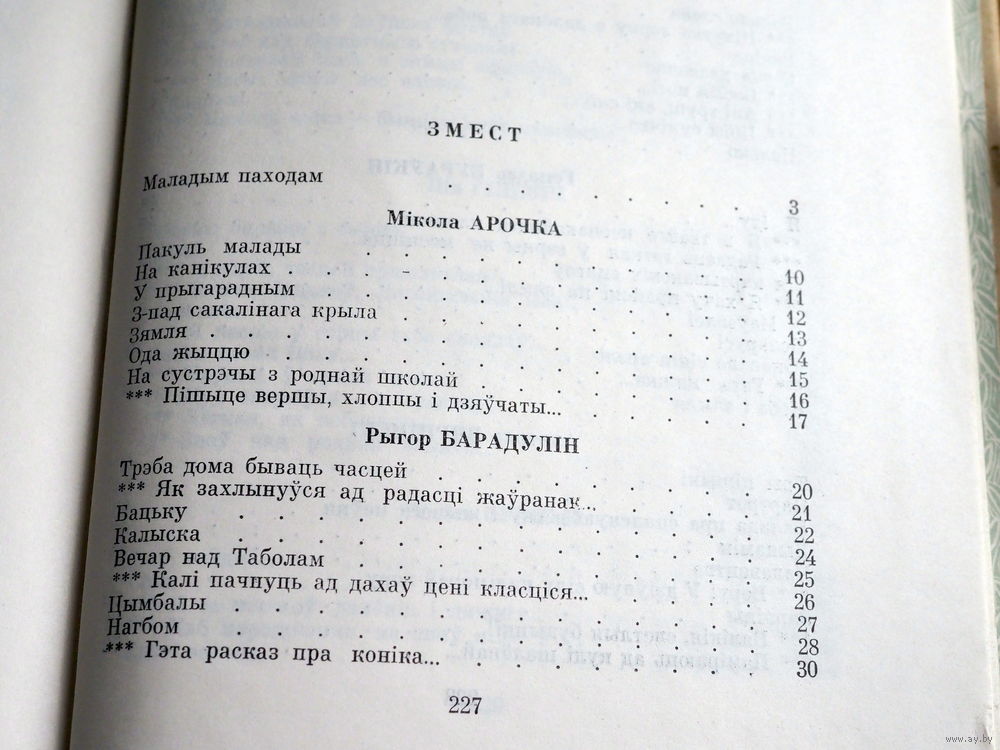 ЗМЕСТ
Маладым паходам . . . . . . . . 3
Мікола АРОЧКА
Пакуль малады . . . . . . . . 10
На канікулах . . . . . . . . 11
У прыгарадным . . . . . . . . 12
З-пад сакалінага крыла . . . . . . . . 13
Зямля . . . . . . . . 14
Ода жыццю . . . . . . . . 15
На сустрэчы з роднай школай . . . . . . . . 16
*** Пішыце вершы, хлопцы і дзяўчаты... . . . . . 17
Рыгор БАРАДУЛІН
Трэба дома бываць часцей . . . . . . . . 20
*** Як захлынуўся ад радасці жаўранак... . . . . 21
Бацьку . . . . . . . . 22
Калыска . . . . . . . . 24
Вечар над Таболам . . . . . . . . 25
*** Калі пачнуць ад дахаў цені класціся... . . . . 26
Цымбалы . . . . . . . . 27
Нагбом . . . . . . . . 28
*** Гэта расказ пра коніка... . . . . . . . 30
227
www.ay.by